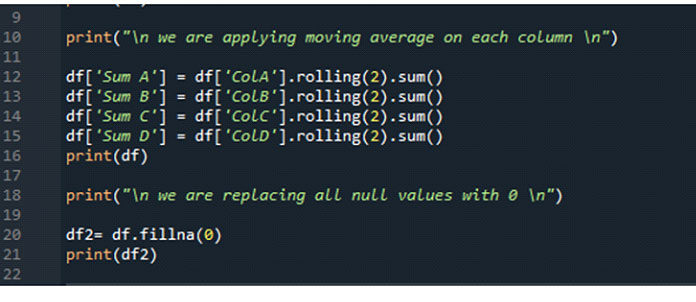 9
10 print("\n we are applying moving average on each column \n")
11
12 df['Sum A'] = df['ColA'].rolling(2).sum()
13 df['Sum B'] = df['ColB'].rolling(2).sum()
14 df['Sum C'] = df['ColC'].rolling(2).sum()
15 df['Sum D'] = df['ColD'].rolling(2).sum()
16 print(df)
17
18 print("\n we are replacing all null values with 0 \n")
19
20 df2= df.fillna(0)
21 print(df2)
22